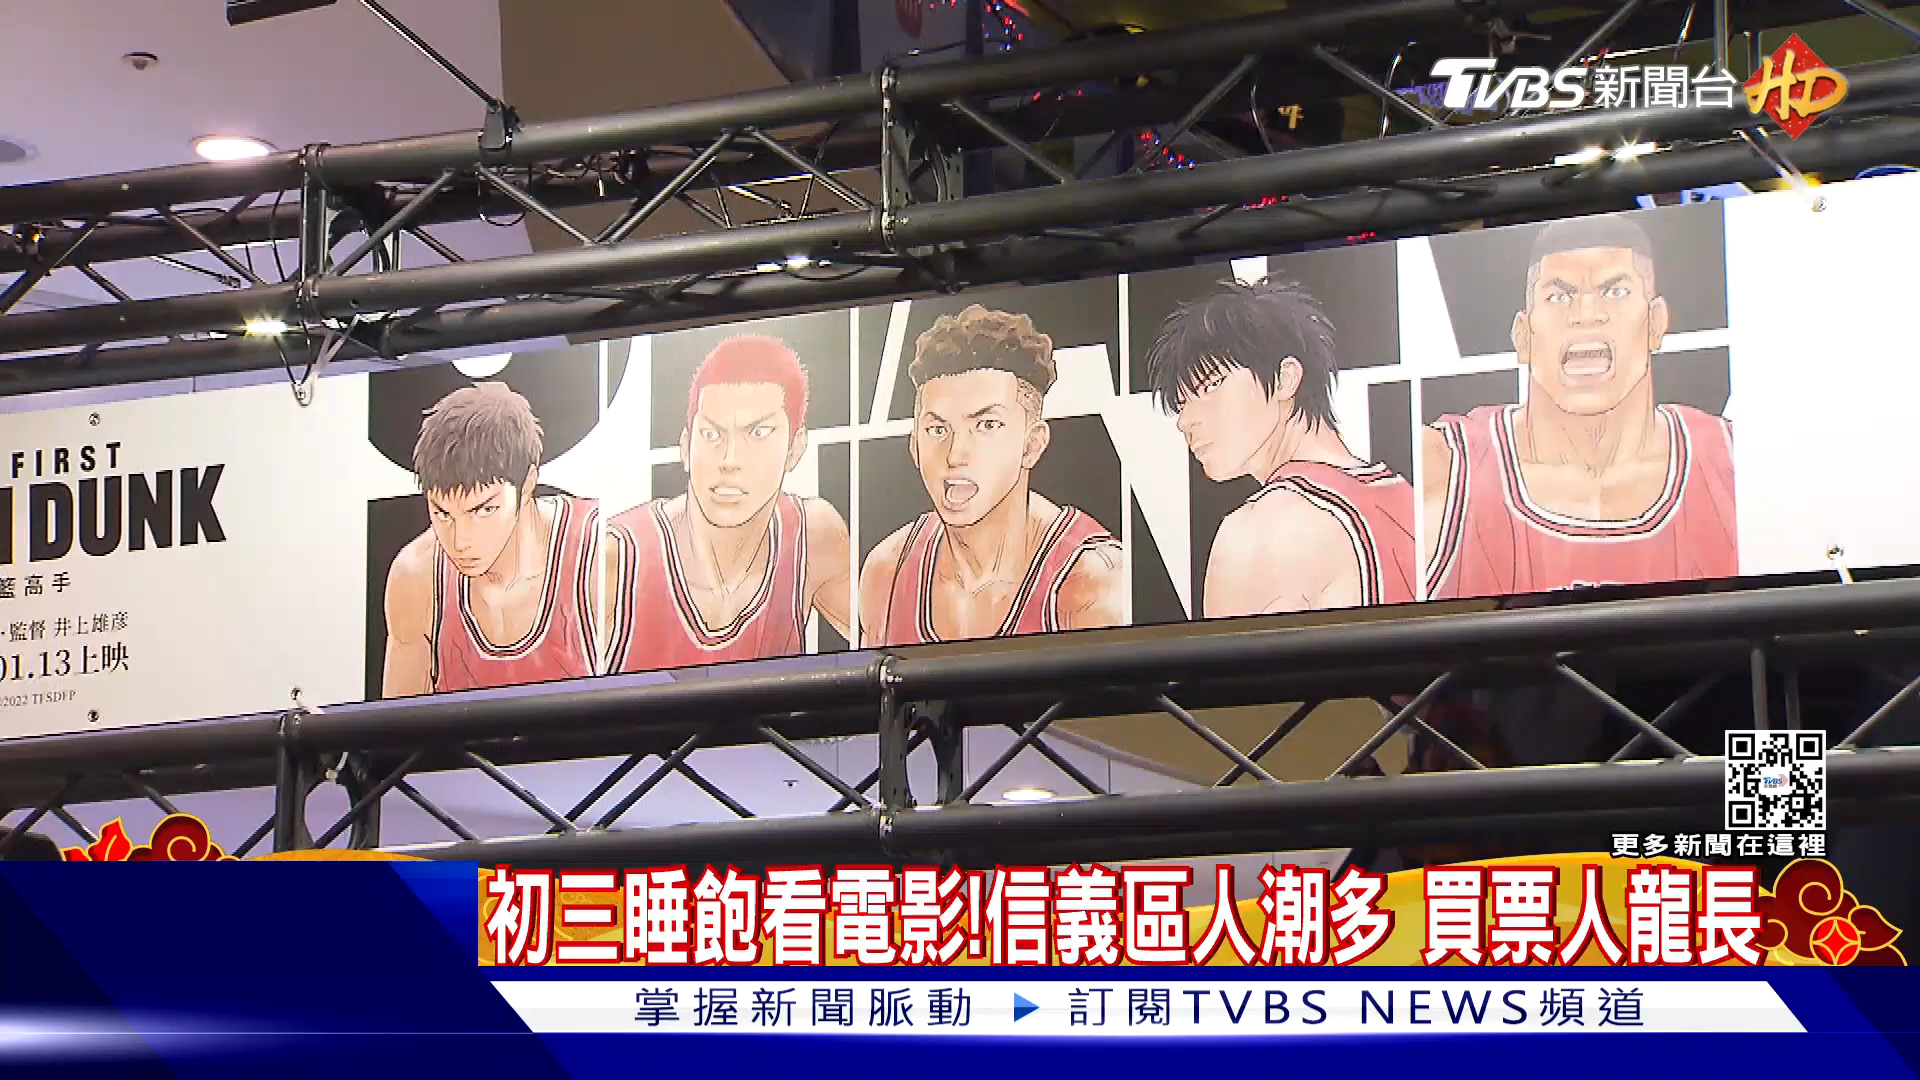 TVBS新聞台 HD
FIRST
DUNK
籃高手
·監督 井上雄彦
01.13上映
©2022 TFSDFP
TVBS
更多新聞在這裡
初三睡飽看電影!信義區人潮多 買票人龍長
掌握新聞脈動 ▶ 訂閱TVBS NEWS頻道